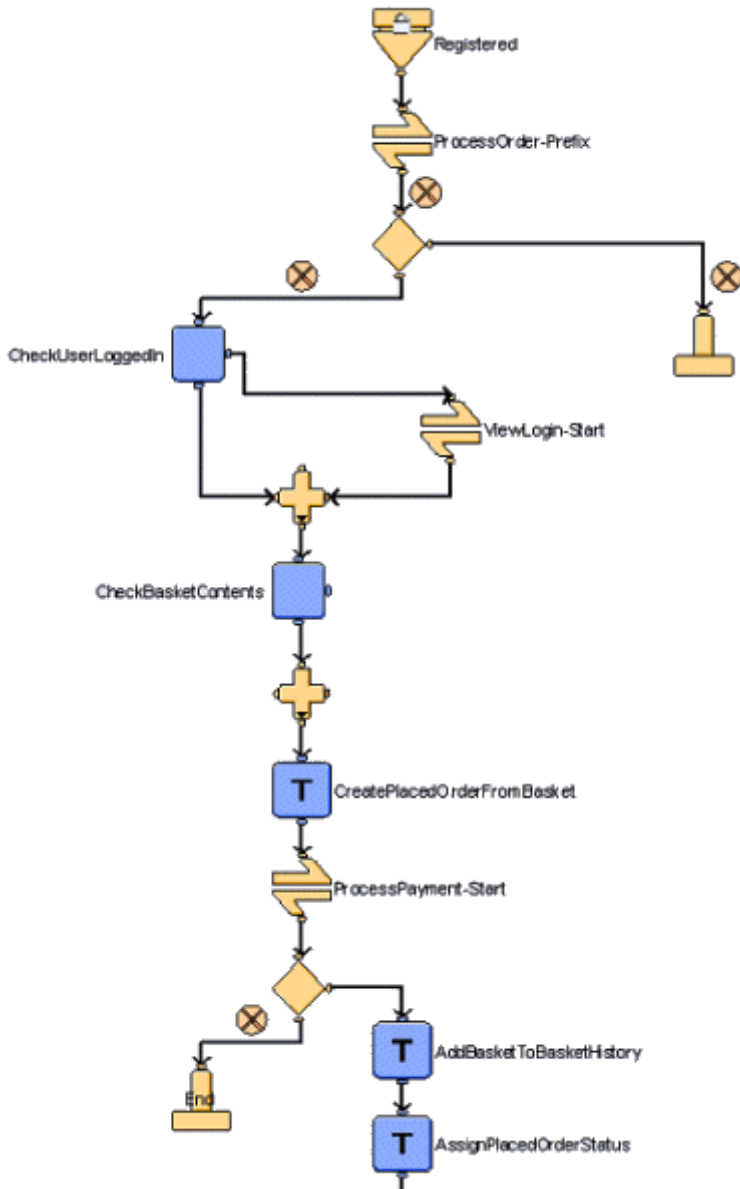 Registered
ProcessOrder-Prefix
CheckUserLoggedIn
ViewLogin-Start
CheckBasketContents
T
CreatePlacedOrderFromBasket
ProcessPayment-Start
T
AddBasketToBasketHistory
End
T
AssignPlacedOrderStatus